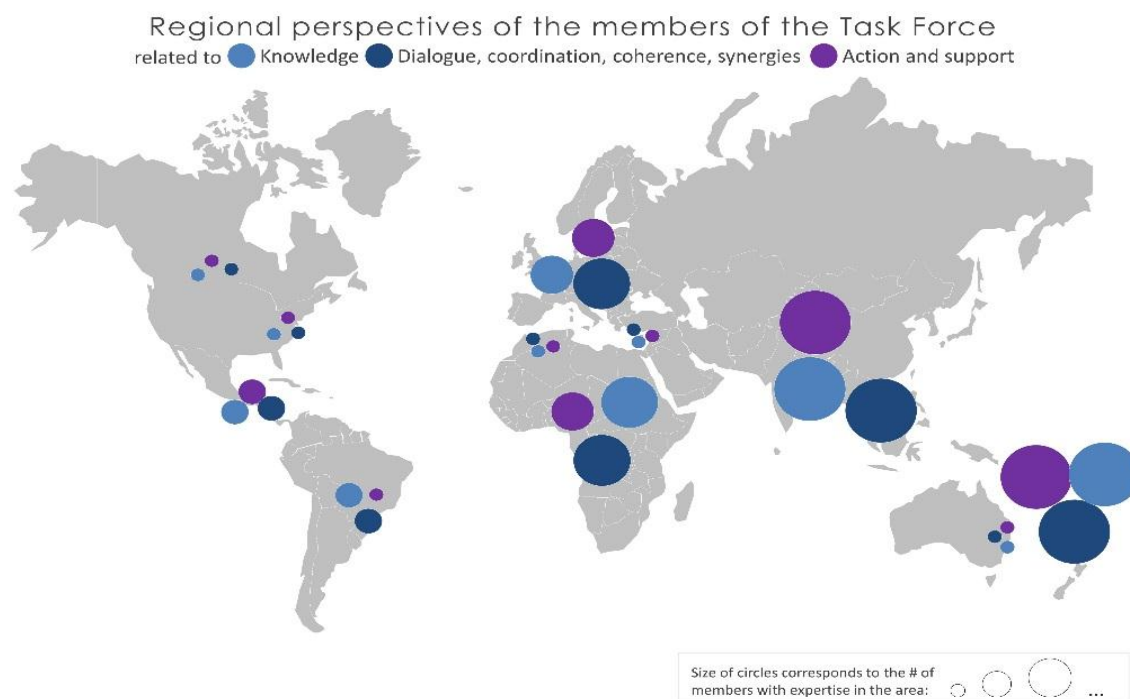 Regional perspectives of the members of the Task Force
related to Knowledge Dialogue, coordination, coherence, synergies Action and support
Size of circles corresponds to the # of
members with expertise in the area: ...